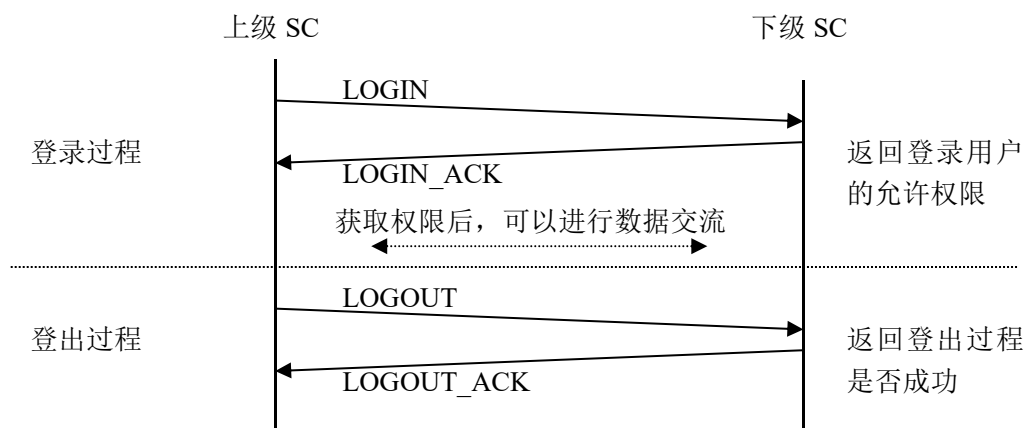 上级 SC
下级 SC
LOGIN
登录过程
返回登录用户
LOGIN_ACK
的允许权限
获取权限后，可以进行数据交流
LOGOUT
登出过程
返回登出过程
LOGOUT_ACK
是否成功